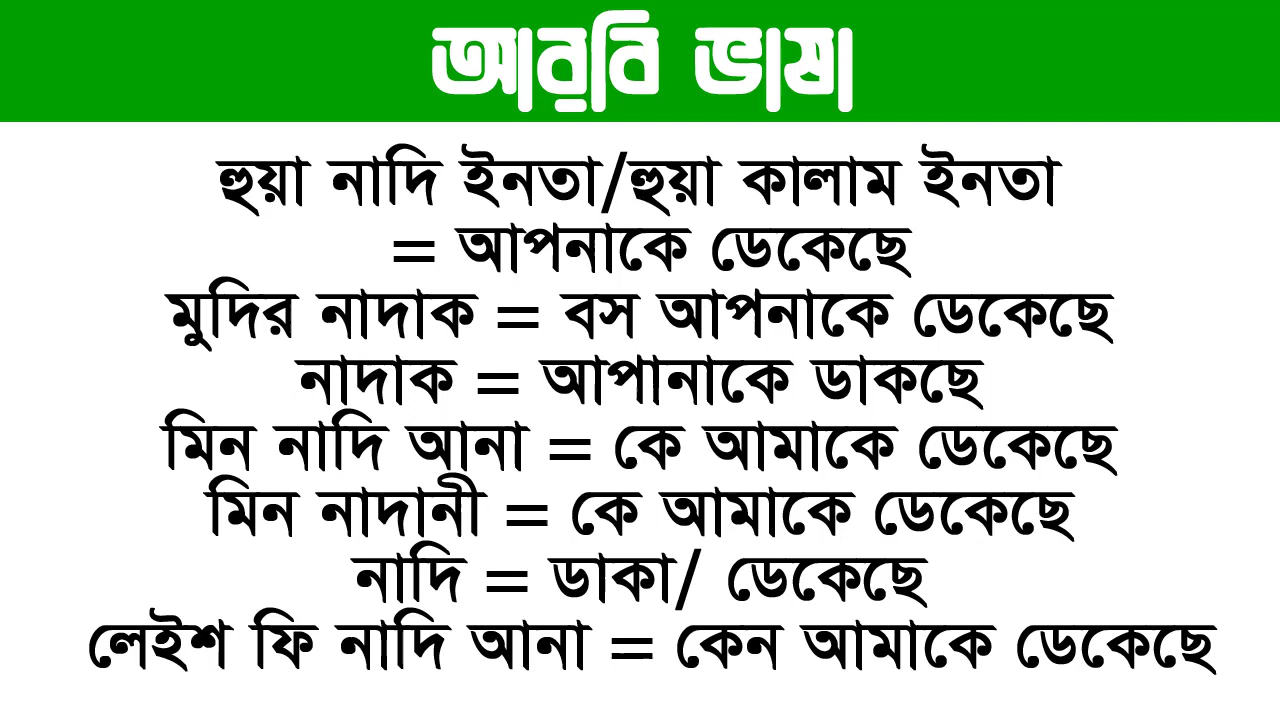 আরবি ভাষা
হুয়া নাদি ইনতা/হুয়া কালাম ইনতা
= আপনাকে ডেকেছে
মুদির নাদাক = বস আপনাকে ডেকেছে
নাদাক = আপানাকে ডাকছে
মিন নাদি আনা = কে আমাকে ডেকেছে
মিন নাদানী = কে আমাকে ডেকেছে
নাদি = ডাকা/ ডেকেছে
লেইশ ফি নাদি আনা = কেন আমাকে ডেকেছে